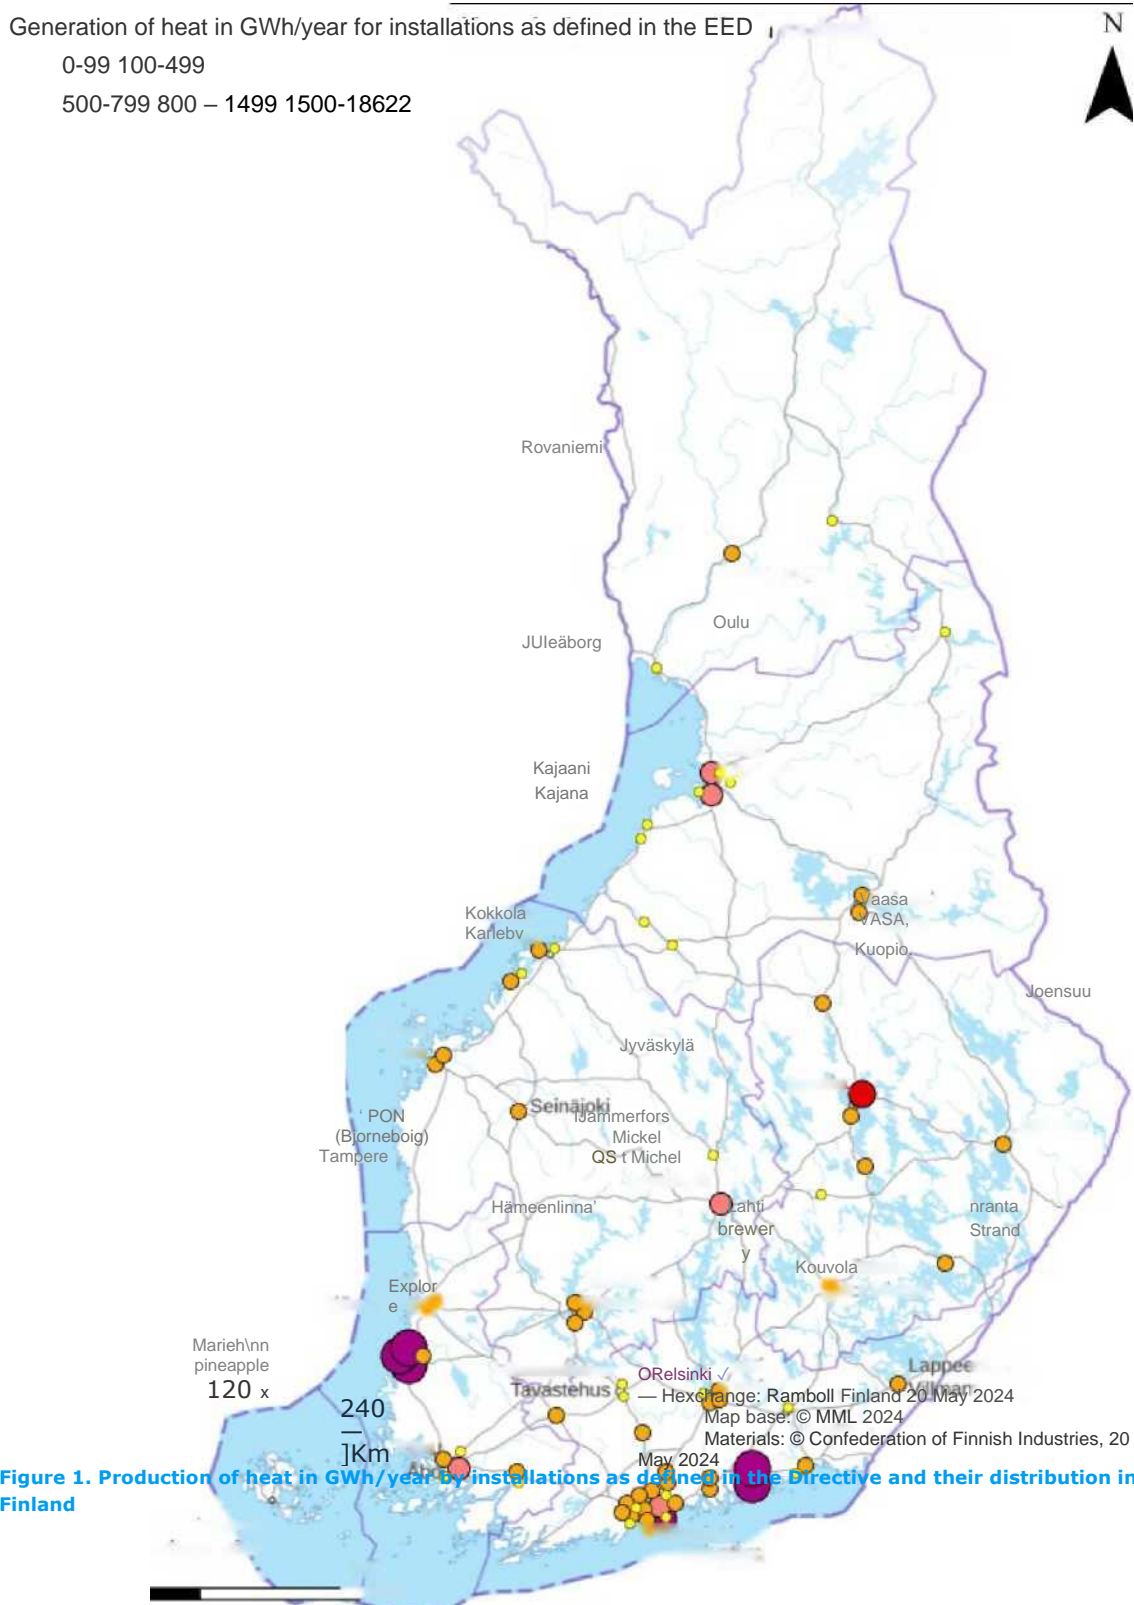 Generation of heat in GWh/year for installations as defined in the EED
N
0-99 100-499
500-799 800 – 1499 1500-18622
Rovaniemi
Oulu
JUIeäborg
Kajaani
Kajana
Vaasa
VASA,
Kokkola
Karlebv
Kuopio.
Joensuu
Jyväskylä
Seinäjoki
PON
(Bjorneboig)
Tampere
Mickel
QS t Michel
Hämeenlinna'
Lahti
brewer
y
nranta
Strand
Kouvola
Explor
e
Marieh\nn
pineapple
120 x
240
—
]Km
Tavastehus
Lappee
ORelsinki ✓
— Hexchange: Ramboll Finland 20 May 2024
Map base: © MML 2024
Materials: © Confederation of Finnish Industries, 20
May 2024
Figure 1. Production of heat in GWh/year by installations as defined in the Directive and their distribution in
Finland